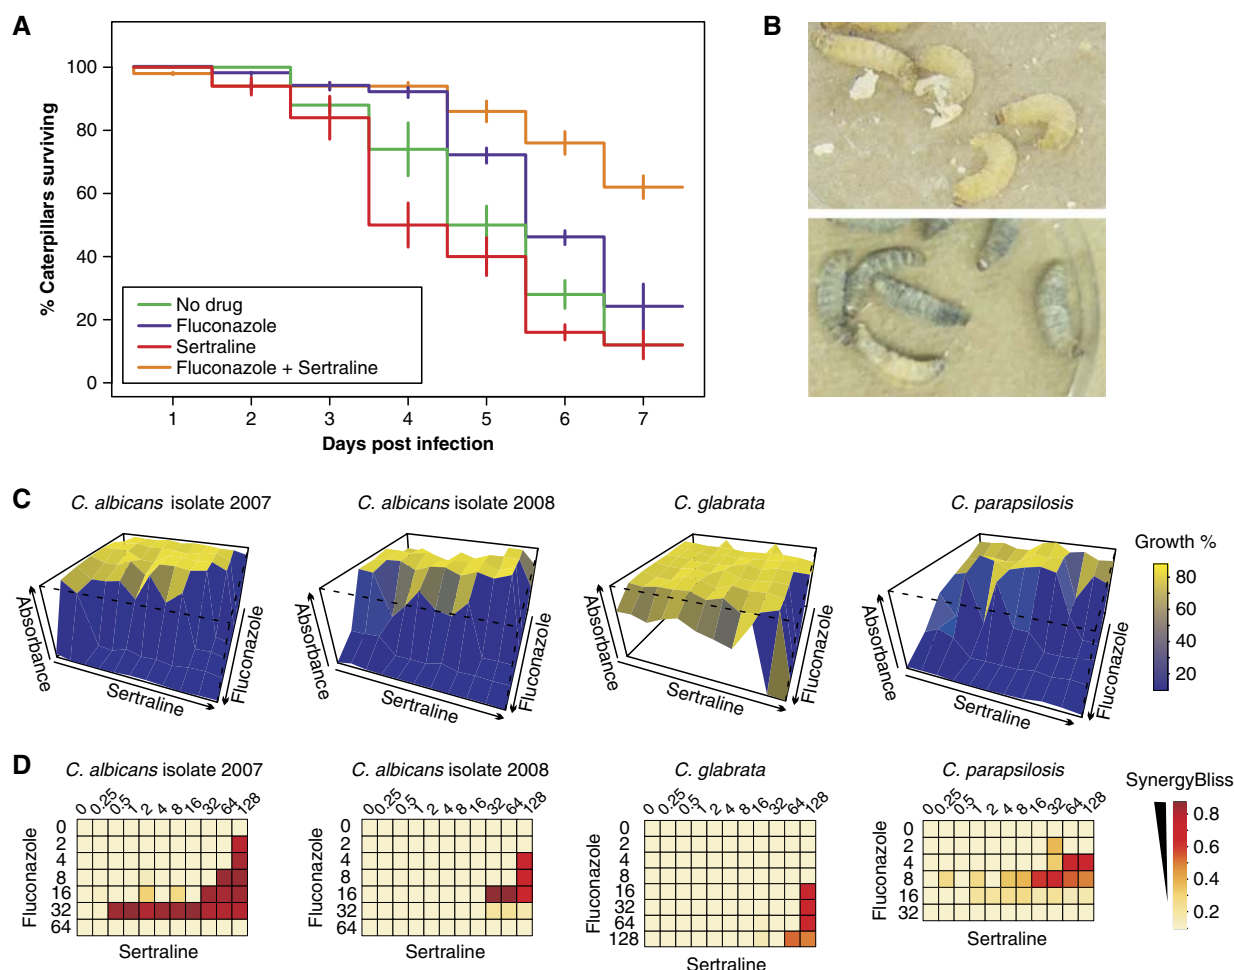 A
B
100
80
60
40
20
0
% Caterpillars surviving
No drug
Fluconazole
Sertraline
Fluconazole + Sertraline
1 2 3 4 5 6 7
Days post infection
C
C. albicans isolate 2007
C. albicans isolate 2008
C. glabrata
C. parapsilosis
Absorbance
Sertraline
Fluconazole
Absorbance
Sertraline
Fluconazole
Absorbance
Sertraline
Fluconazole
Absorbance
Sertraline
Fluconazole
Growth %
80
60
40
20
D
C. albicans isolate 2007
0 0.25 0.5 1 2 4 8 16 32 64 128
Fluconazole
0
2
4
8
16
32
64
Sertraline
C. albicans isolate 2008
0 0.25 0.5 1 2 4 8 16 32 64 128
Fluconazole
0
2
4
8
16
32
64
Sertraline
C. glabrata
0 0.25 0.5 1 2 4 8 16 32 64 128
Fluconazole
0
2
4
8
16
32
64
128
Sertraline
C. parapsilosis
0 0.25 0.5 1 2 4 8 16 32 64 128
Fluconazole
0
2
4
8
16
32
Sertraline
SynergyBliss
0.8
0.6
0.4
0.2